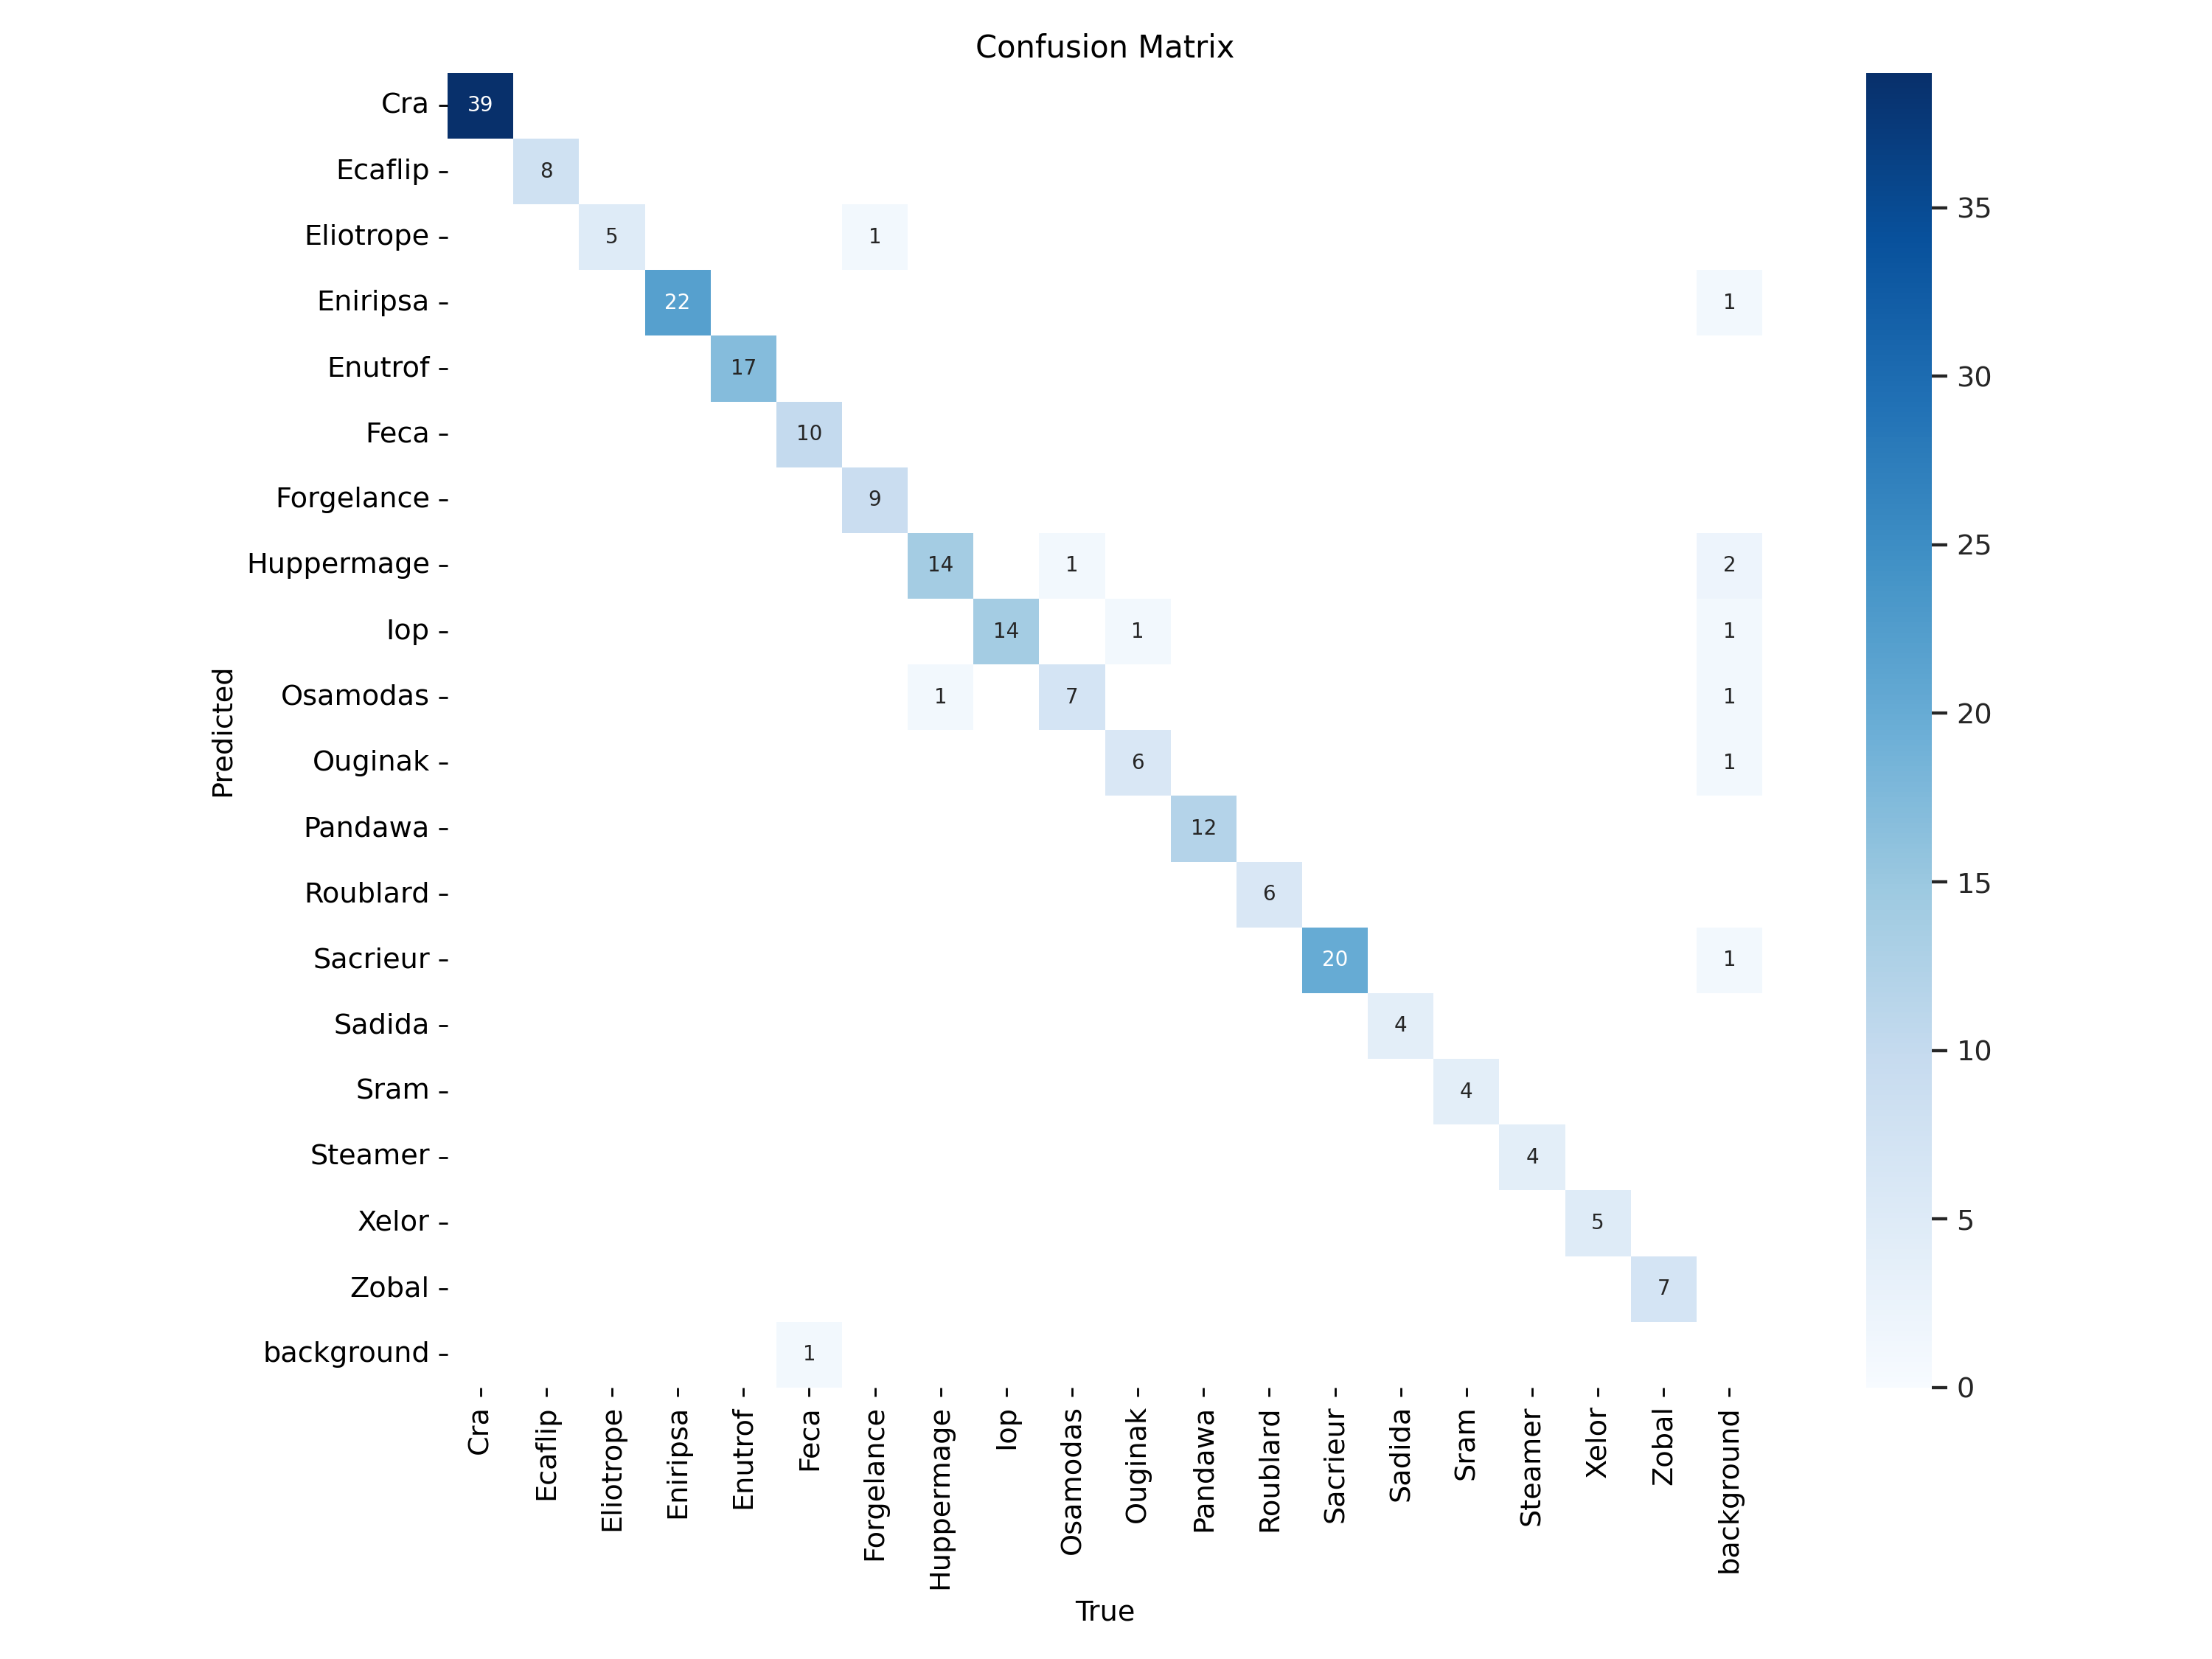 Confusion Matrix
Cra 39
Ecaflip 8
Eliotrope 5 1
Eniripsa 22 1
Enutrof 17
Feca 10
Forgelance 9
Huppermage 14 1 2
Iop 14 1 1
Osamodas 1 7 1
Ouginak 6 1
Pandawa 12
Roublard 6
Sacrieur 20 1
Sadida 4
Sram 4
Steamer 4
Xelor 5
Zobal 7
background 1
Predicted
Cra Ecaflip Eliotrope Eniripsa Enutrof Feca Forgelance Huppermage Iop Osamodas Ouginak Pandawa Roublard Sacrieur Sadida Sram Steamer Xelor Zobal background
True
35
30
25
20
15
10
5
0